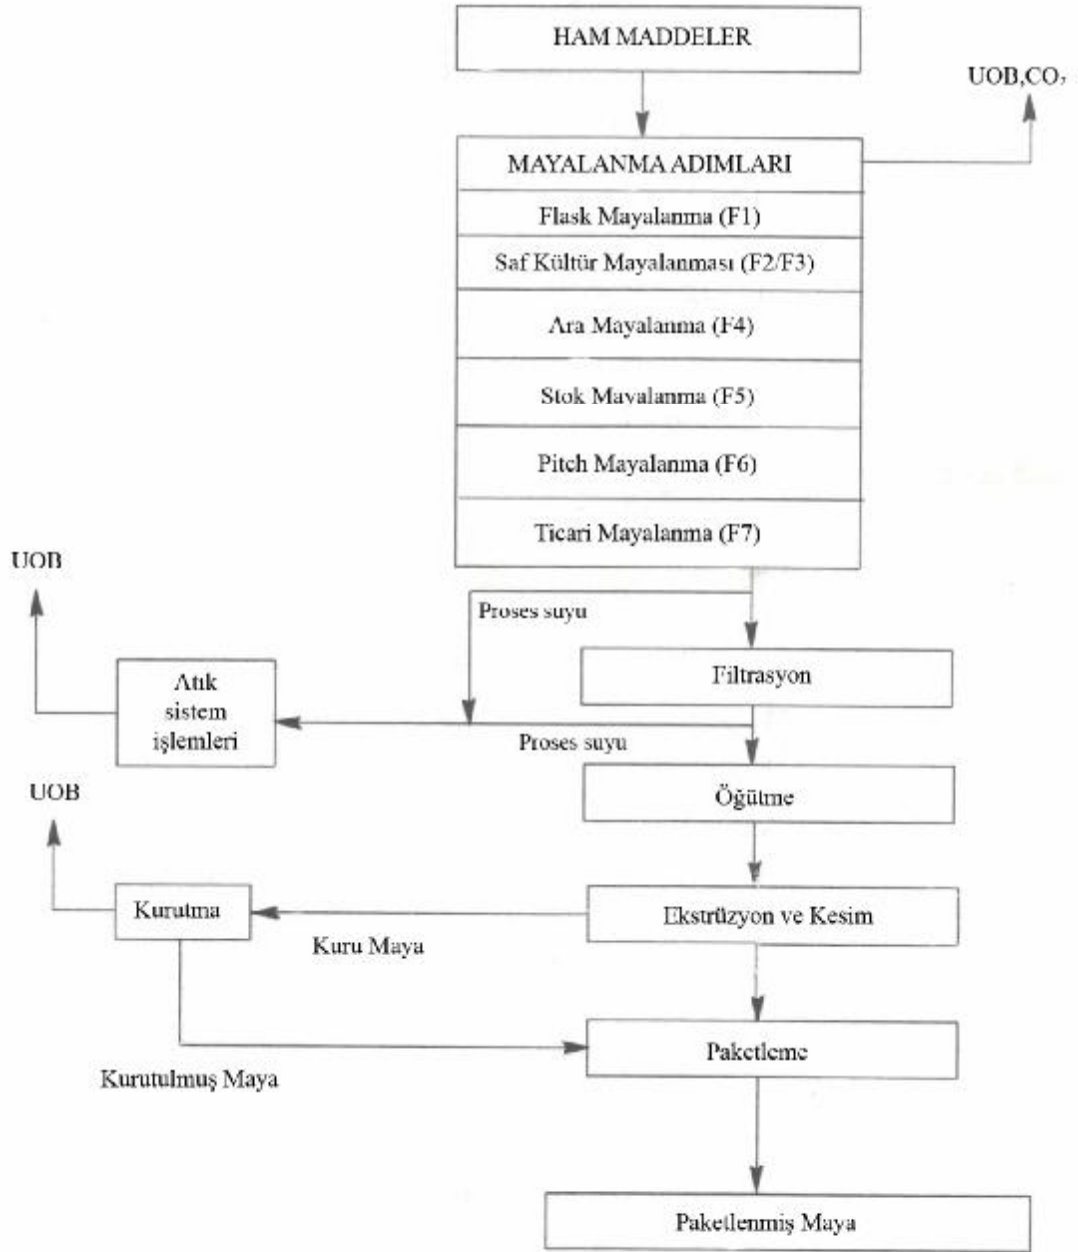 HAM MADDELER
UOB,CO₂
MAYALANMA ADIMLARI
Flask Mayalanma (F1)
Saf Kültür Mayalanması (F2/F3)
Ara Mayalanma (F4)
Stok Mavalanma (F5)
Pitch Mayalanma (F6)
Ticari Mayalanma (F7)
UOB
Proses suyu
Filtrasyon
Atık
sistem
işlemleri
Proses suyu
UOB
Öğütme
Kurutma
Ekstrüzyon ve Kesim
Kuru Maya
Paketleme
Kurutulmuş Maya
Paketlenmiş Maya